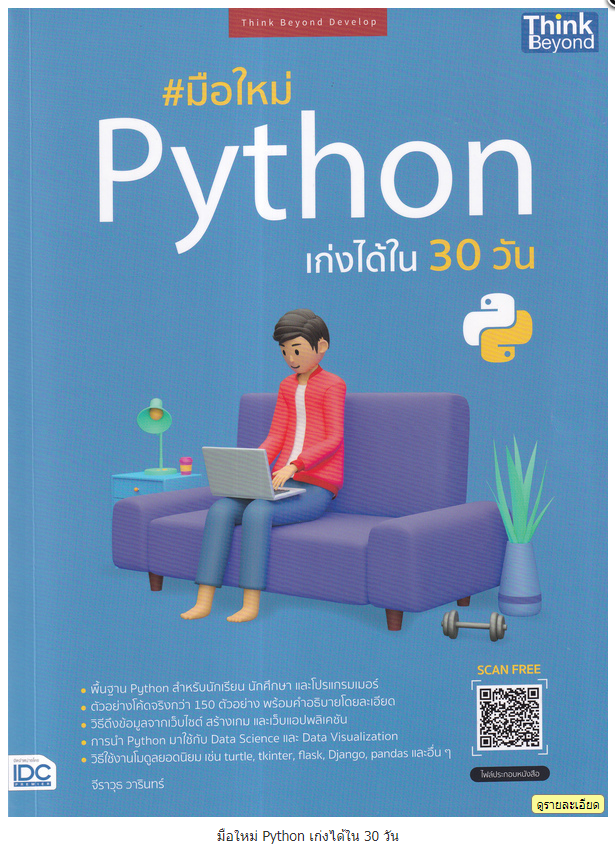 Think Beyond Develop
Think
Beyond
#มือใหม่
Python
เก่งได้ใน 30 วัน
SCAN FREE
• พื้นฐาน Python สำหรับนักเรียน นักศึกษา และโปรแกรมเมอร์
• ตัวอย่างโค้ดจริงกว่า 150 ตัวอย่าง พร้อมคำอธิบายโดยละเอียด
• วิธีดึงข้อมูลจากเว็บไซต์ สร้างเกม และเว็บแอปพลิเคชัน
• การนำ Python มาใช้กับ Data Science และ Data Visualization
• วิธีใช้งานโมดูลยอดนิยม เช่น turtle, tkinter, flask, Django, pandas และอื่น ๆ
จีราวุธ วารินทร์
ไฟล์ประกอบหนังสือ
IDC
PREMIER
ดูรายละเอียด
มือใหม่ Python เก่งได้ใน 30 วัน